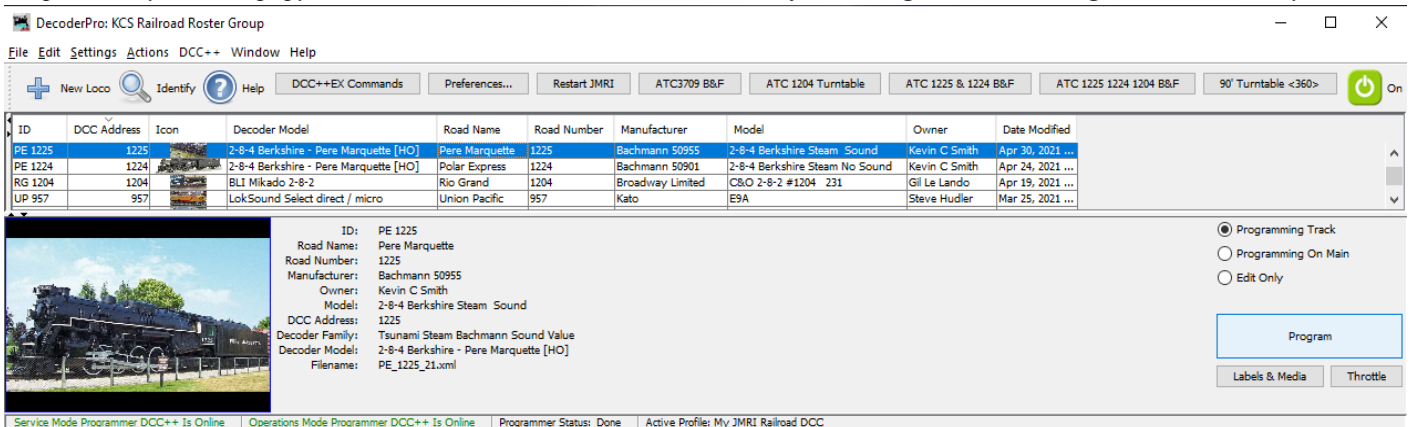 DecoderPro: KCS Railroad Roster Group
File Edit Settings Actions DCC++ Window Help
New Loco Identify Help DCC++EX Commands Preferences... Restart JMRI ATC3709 B&F ATC 1204 Turntable ATC 1225 & 1224 B&F ATC 1225 1224 1204 B&F 90' Turntable <360> On
ID DCC Address Icon Decoder Model Road Name Road Number Manufacturer Model Owner Date Modified
PE 1225 1225 2-8-4 Berkshire - Pere Marquette [HO] Pere Marquette 1225 Bachmann 50955 2-8-4 Berkshire Steam Sound Kevin C Smith Apr 30, 2021 ...
PE 1224 1224 2-8-4 Berkshire - Pere Marquette [HO] Polar Express 1224 Bachmann 50901 2-8-4 Berkshire Steam No Sound Kevin C Smith Apr 24, 2021 ...
RG 1204 1204 BLI Mikado 2-8-2 Rio Grand 1204 Broadway Limited C&O 2-8-2 #1204 231 Gil Le Lando Apr 19, 2021 ...
UP 957 957 LokSound Select direct / micro Union Pacific 957 Kato E9A Steve Hudler Mar 25, 2021 ...
ID: PE 1225
Road Name: Pere Marquette
Road Number: 1225
Manufacturer: Bachmann 50955
Owner: Kevin C Smith
Model: 2-8-4 Berkshire Steam Sound
DCC Address: 1225
Decoder Family: Tsunami Steam Bachmann Sound Value
Decoder Model: 2-8-4 Berkshire - Pere Marquette [HO]
Filename: PE_1225_21.xml
Programming Track
Programming On Main
Edit Only
Program
Labels & Media Throttle
Service Mode Programmer DCC++ Is Online Operations Mode Programmer DCC++ Is Online Programmer Status: Done Active Profile: My JMRI Railroad DCC